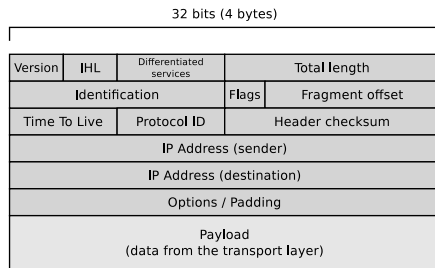 32 bits (4 bytes)
Version IHL Differentiated services Total length
Identification Flags Fragment offset
Time To Live Protocol ID Header checksum
IP Address (sender)
IP Address (destination)
Options / Padding
Payload
(data from the transport layer)